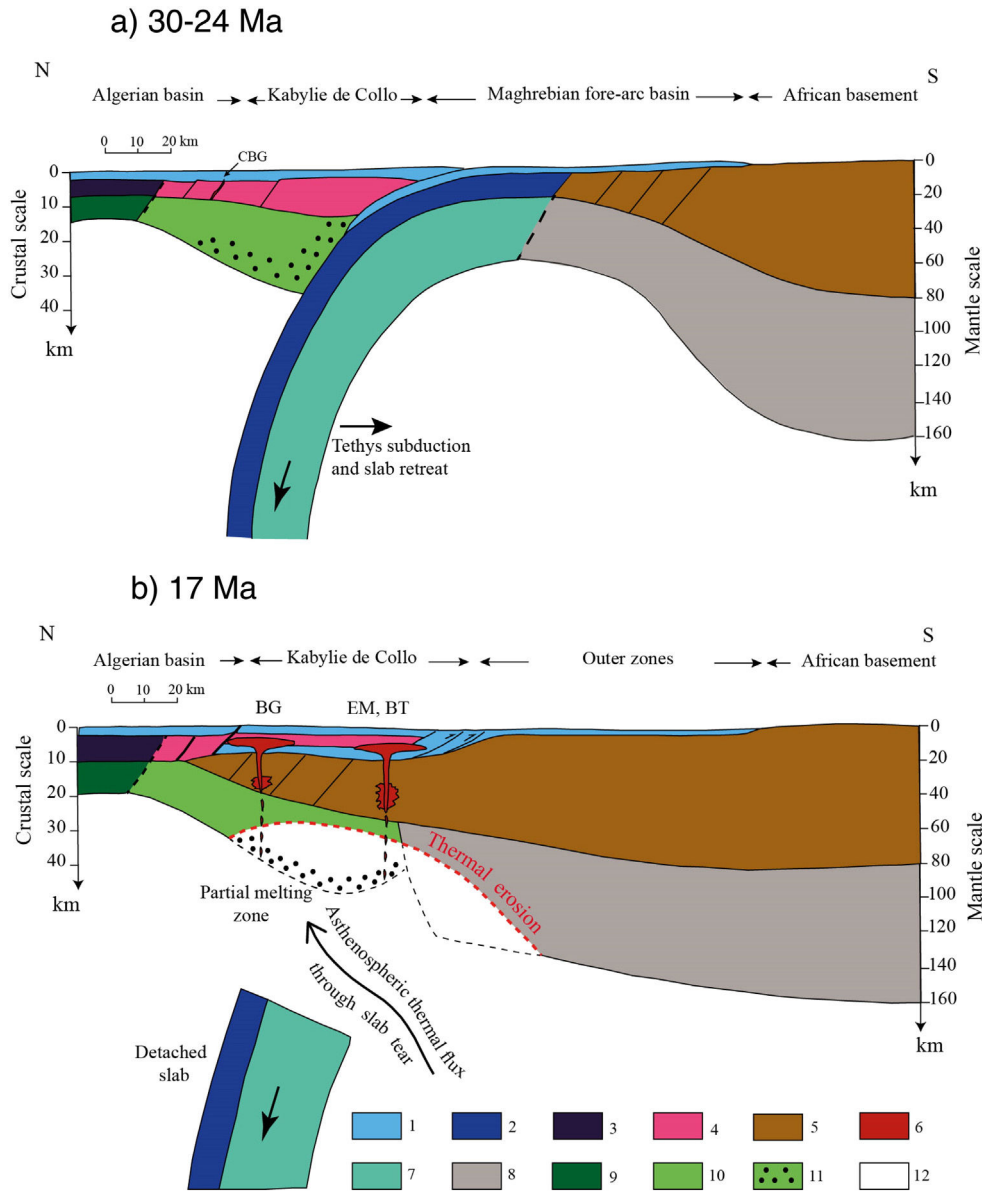 a) 30-24 Ma
N
S
Algerian basin
Kabylie de Collo
Maghrebian fore-arc basin
African basement
0 10 20 km
CBG
0
10
20
30
40
km
Crustal scale
0
20
40
60
80
100
120
140
160
km
Mantle scale
Tethys subduction
and slab retreat
b) 17 Ma
N
S
Algerian basin
Kabylie de Collo
Outer zones
African basement
0 10 20 km
BG
EM, BT
0
10
20
30
40
km
Crustal scale
0
20
40
60
80
100
120
140
160
km
Mantle scale
Thermal erosion
Partial melting
zone
Asthenospheric thermal flux
through slab tear
Detached
slab
1 2 3 4 5 6
7 8 9 10 11 12